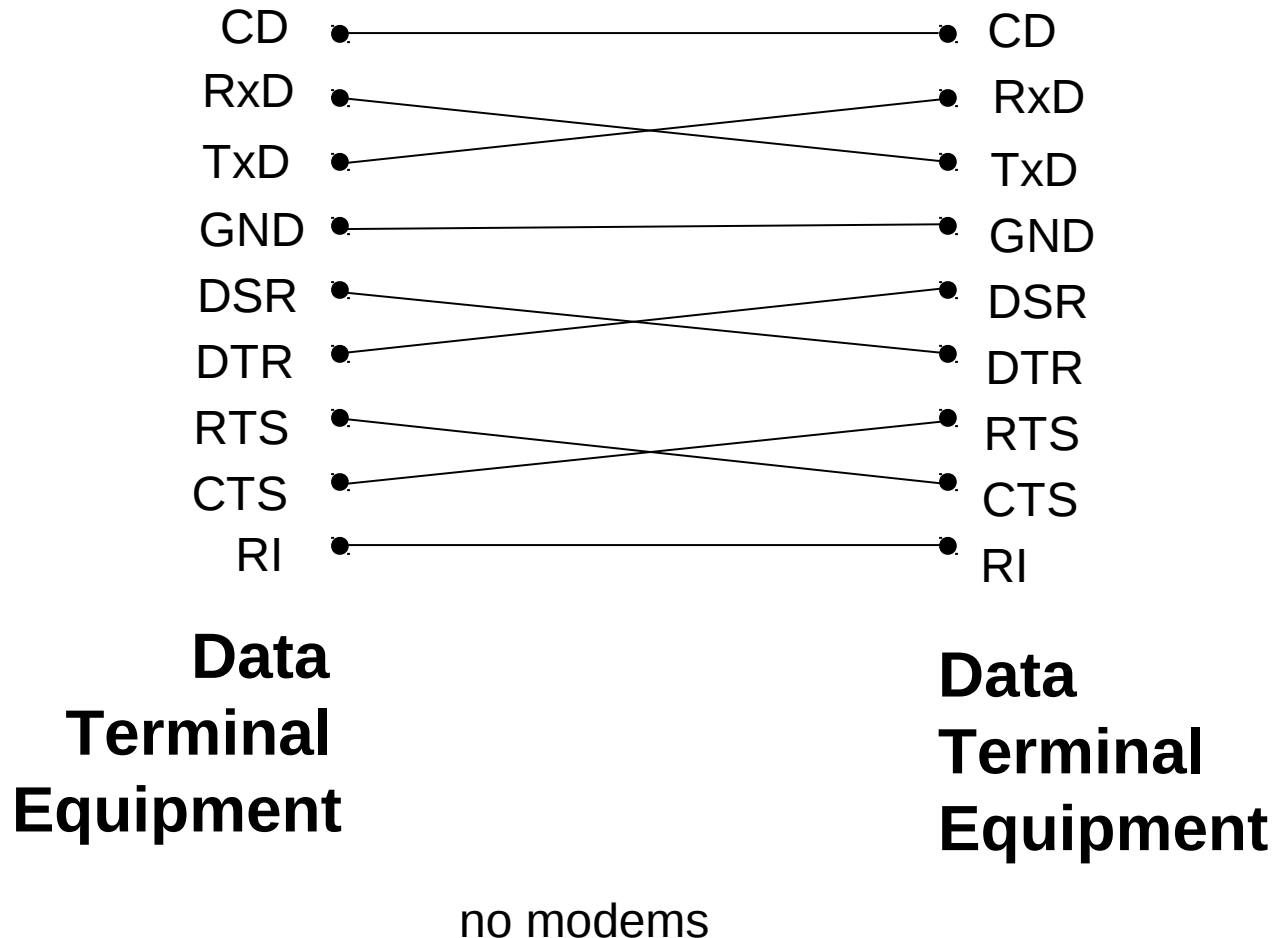 CD CD
RxD RxD
TxD TxD
GND GND
DSR DSR
DTR DTR
RTS RTS
CTS CTS
RI RI
Data
Terminal
Equipment
Data
Terminal
Equipment
no modems